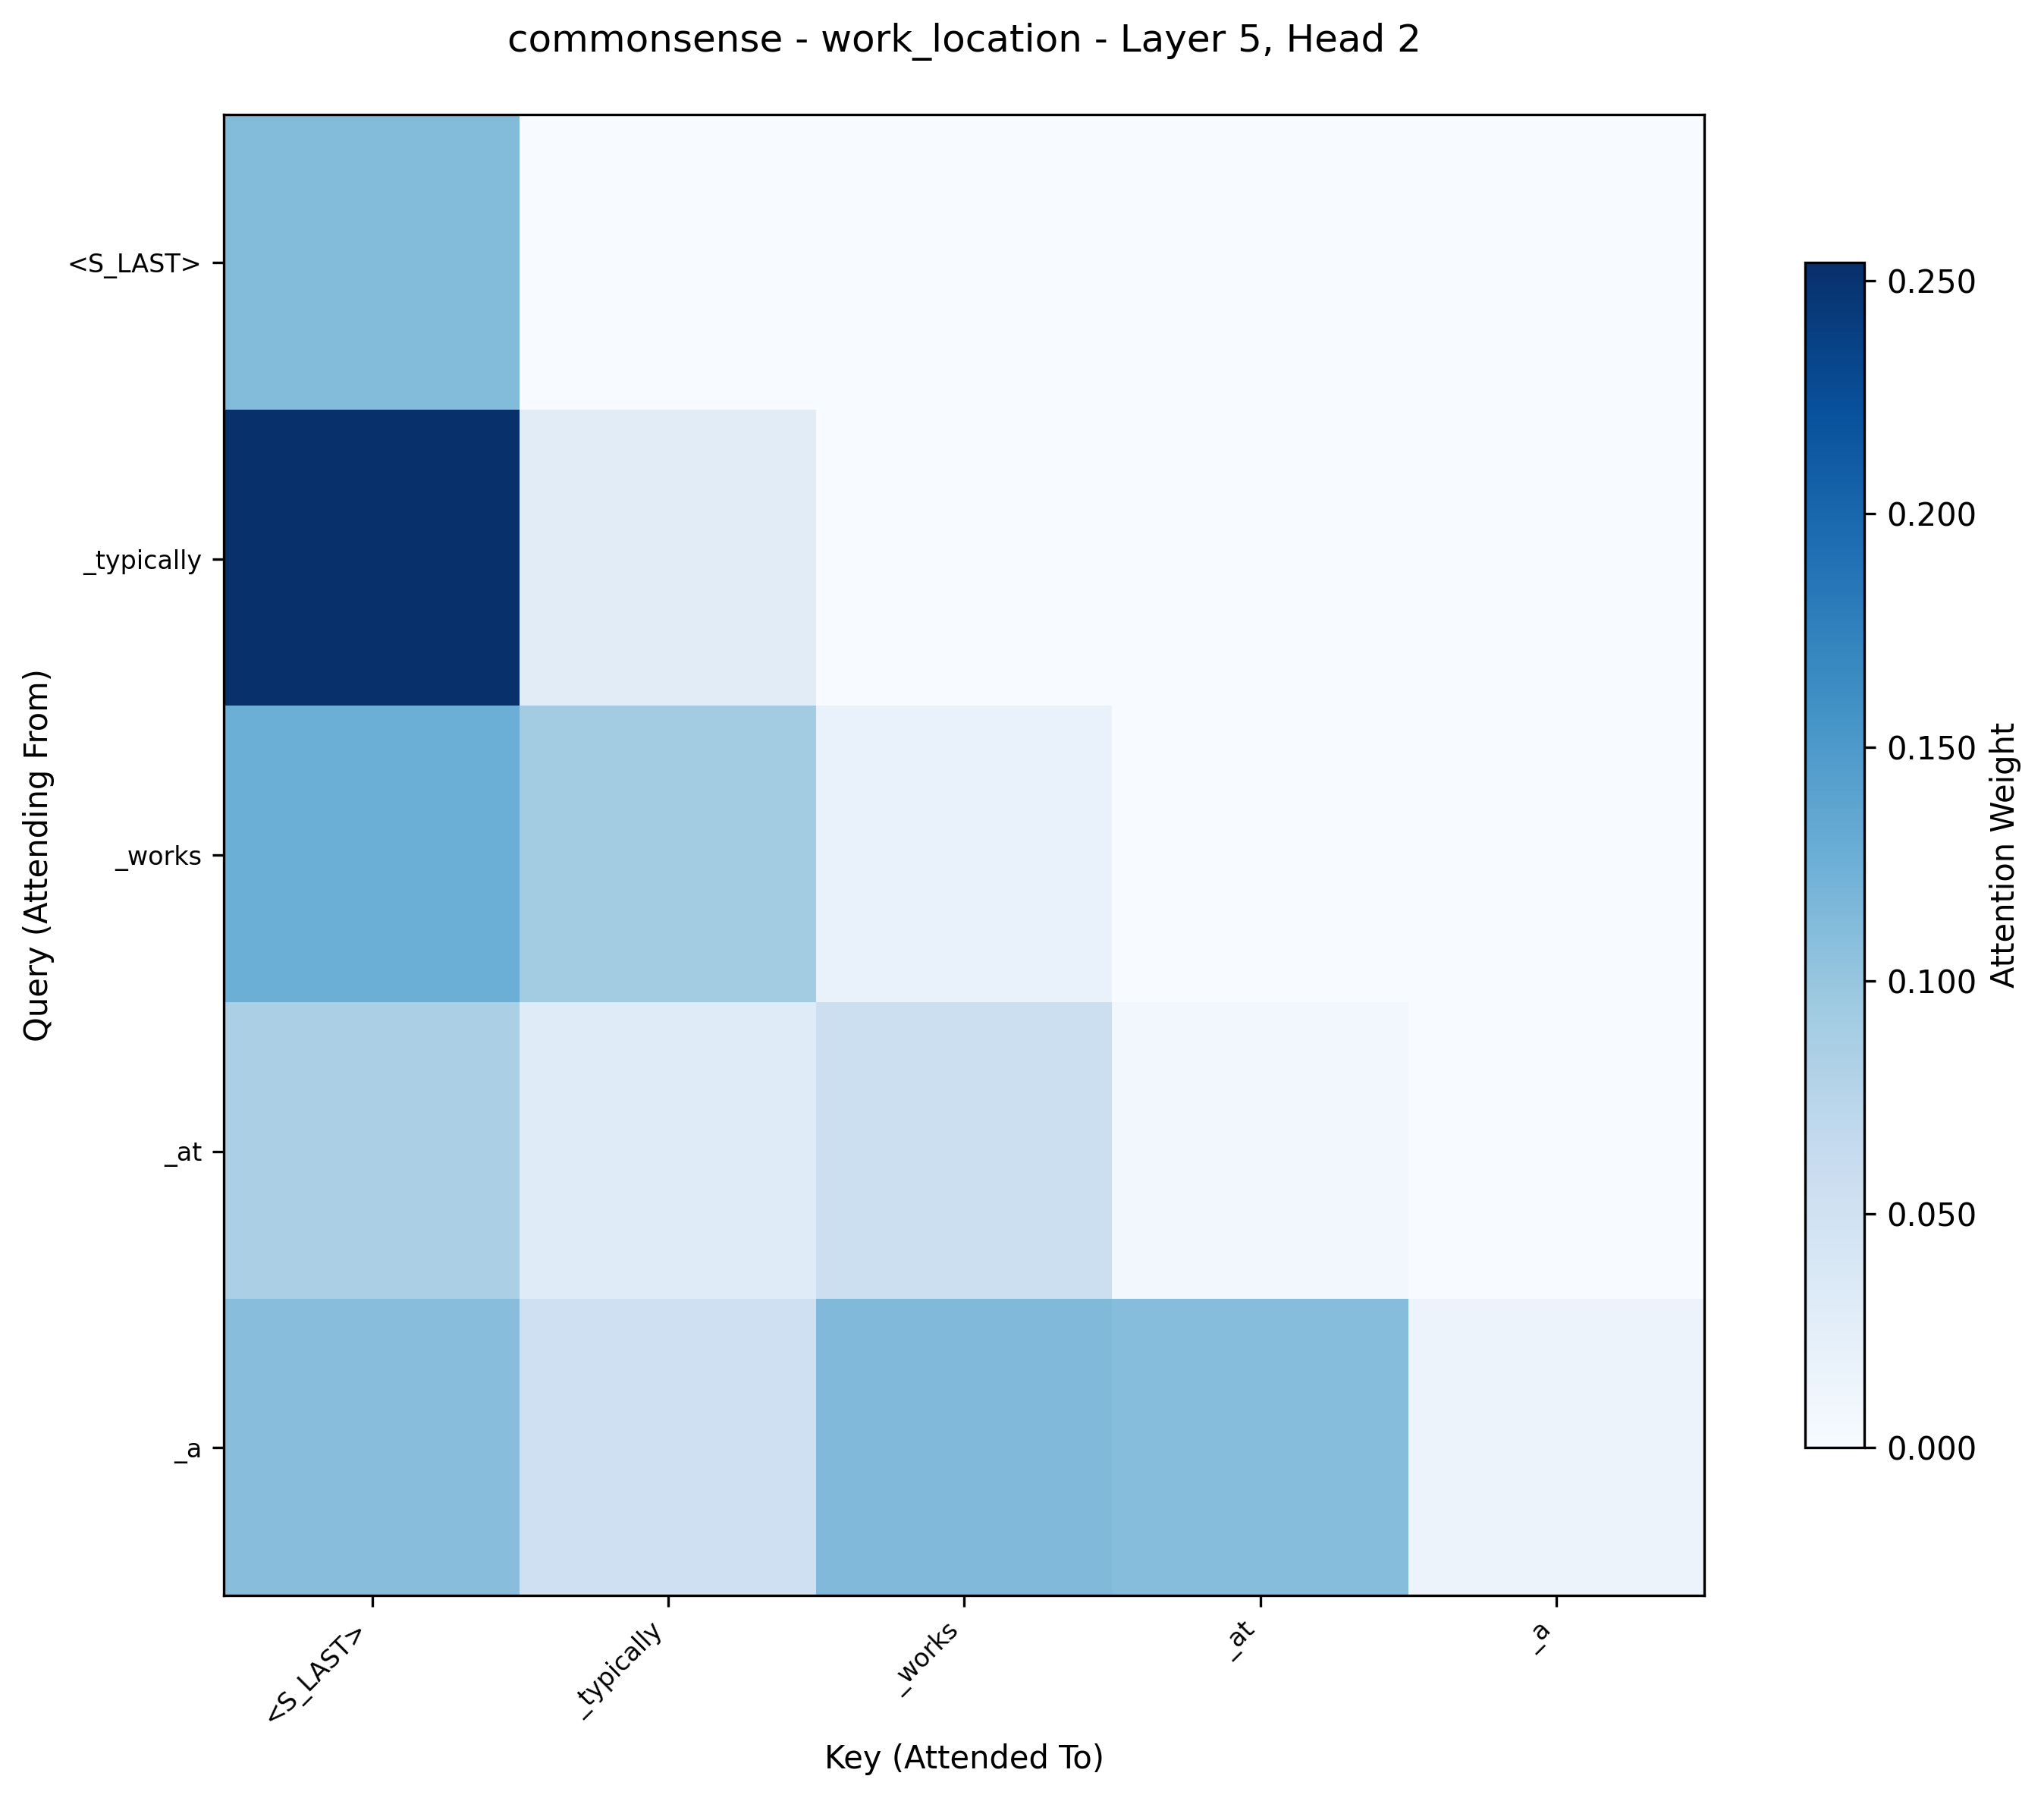 commonsense - work_location - Layer 5, Head 2
Query (Attending From)
<S_LAST>
_typically
_works
_at
_a
<S_LAST>
_typically
_works
_at
_a
Key (Attended To)
0.250
0.200
0.150
0.100
0.050
0.000
Attention Weight